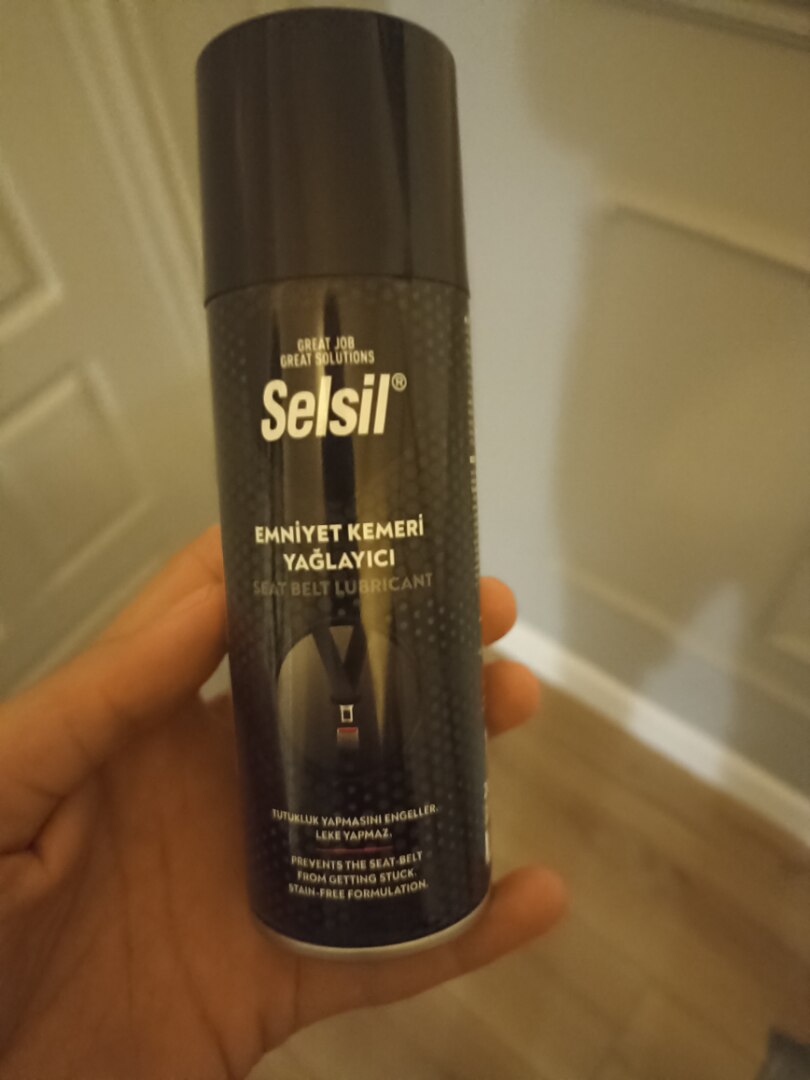 GREAT JOB
GREAT SOLUTIONS
Selsil®
EMNİYET KEMERİ
YAĞLAYICI
SEAT BELT LUBRICANT
TUTUKLUK YAPMASINI ENGELLER.
LEKE YAPMAZ.
PREVENTS THE SEAT-BELT
FROM GETTING STUCK.
STAIN-FREE FORMULATION.